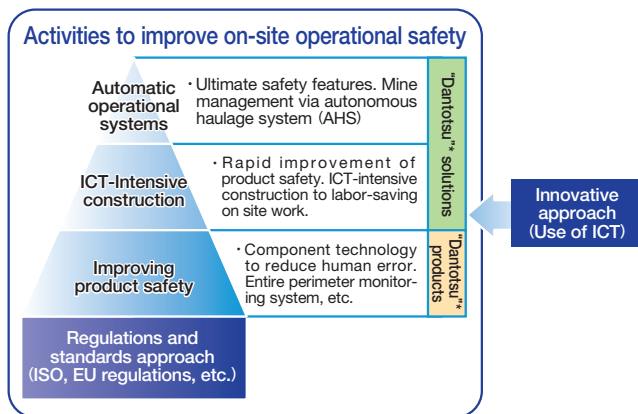 Activities to improve on-site operational safety
Automatic
operational
systems
・Ultimate safety features. Mine
management via autonomous
haulage system (AHS)
ICT-Intensive
construction
・Rapid improvement of
product safety. ICT-intensive
construction to labor-saving
on site work.
Improving
product safety
・Component technology
to reduce human error.
Entire perimeter monitor-
ing system, etc.
Regulations and
standards approach
(ISO, EU regulations, etc.)
"Dantotsu"* solutions
"Dantotsu"*
products
Innovative
approach
(Use of ICT)